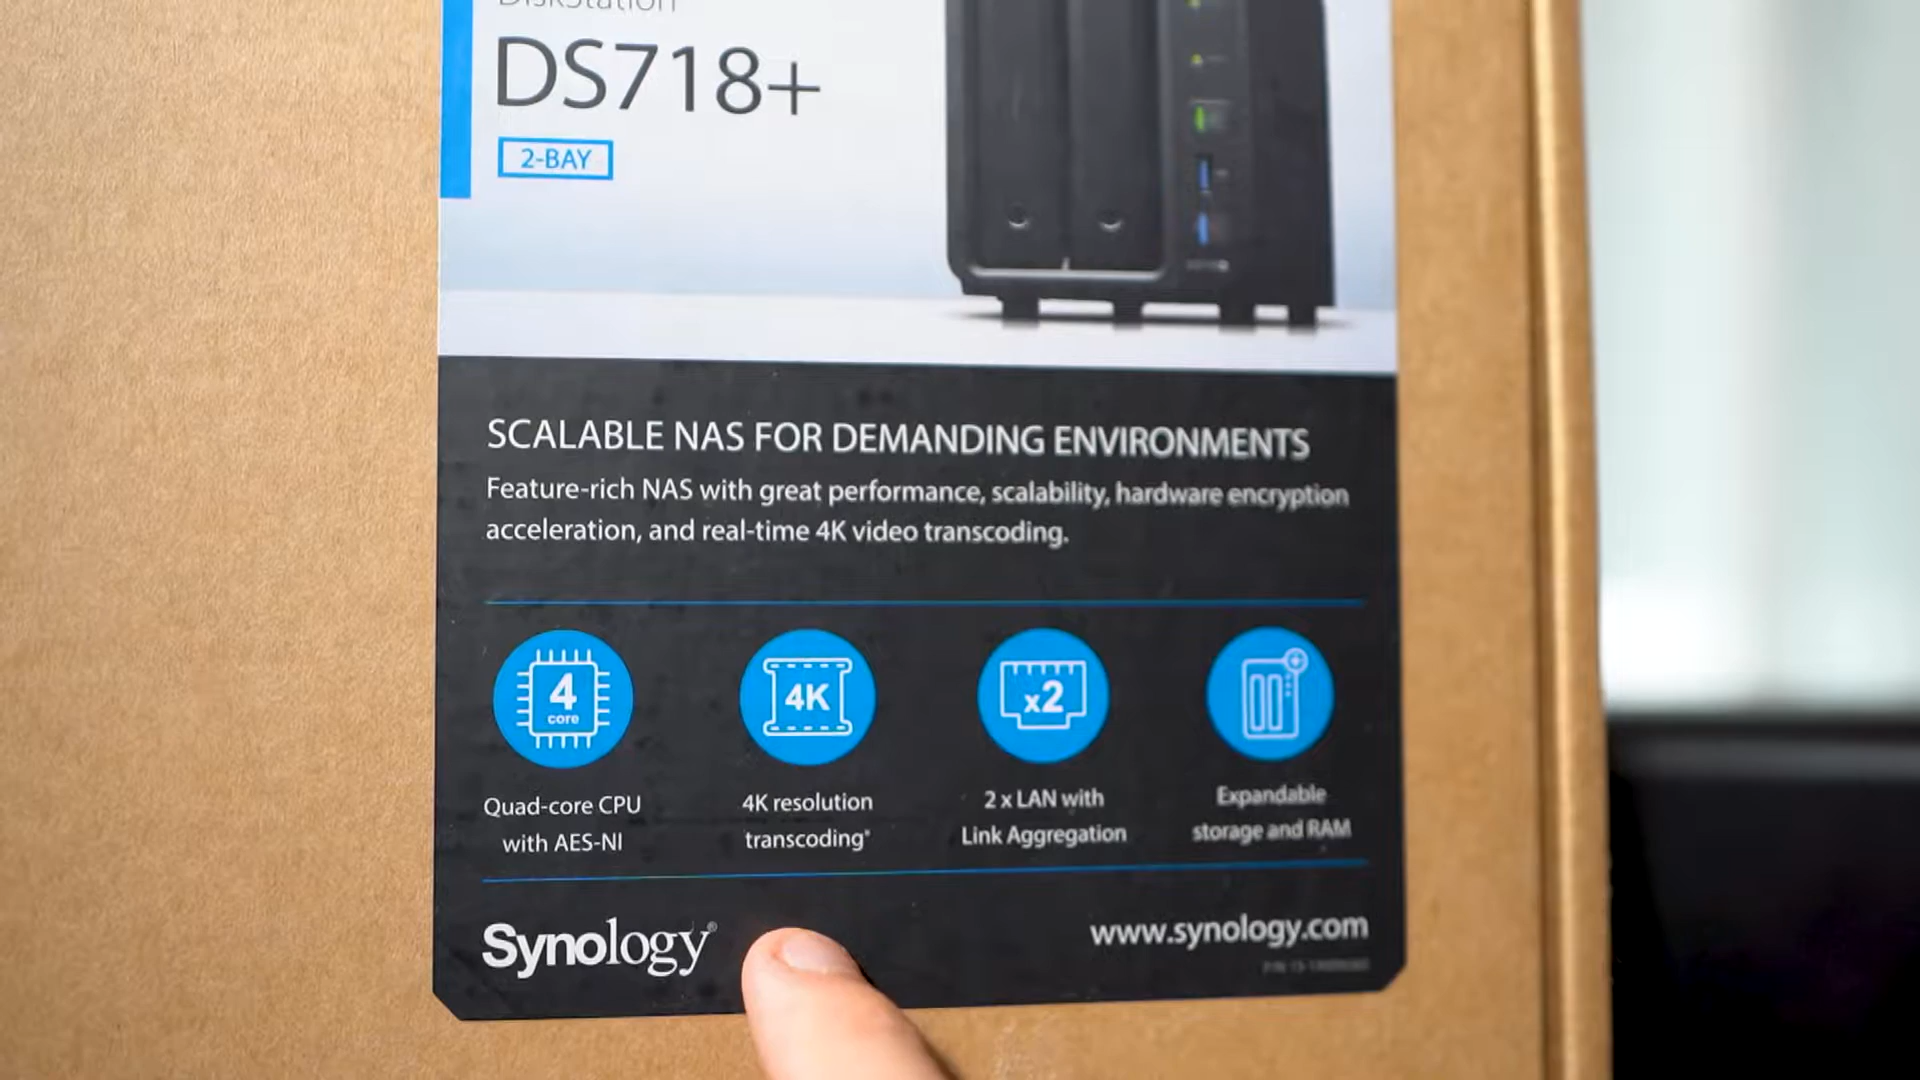 DiskStation
DS718+
2-BAY
SCALABLE NAS FOR DEMANDING ENVIRONMENTS
Feature-rich NAS with great performance, scalability, hardware encryption
acceleration, and real-time 4K video transcoding.
4
core
4K
x2
Quad-core CPU
with AES-NI
4K resolution
transcoding*
2 x LAN with
Link Aggregation
Expandable
storage and RAM
Synology®
www.synology.com